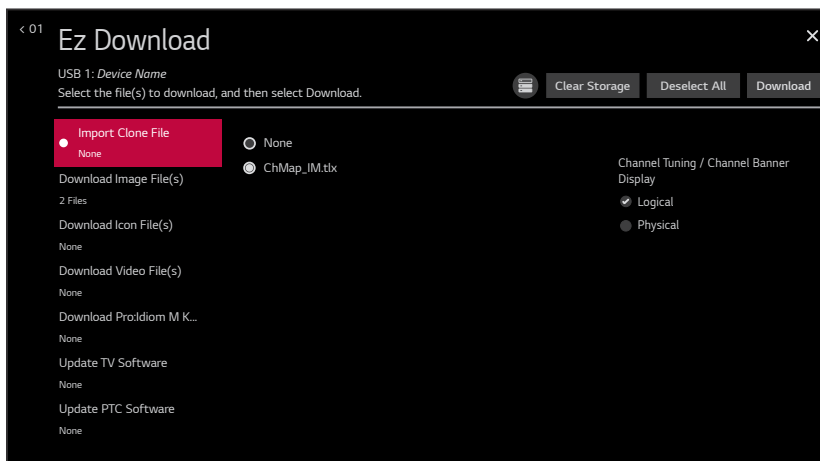 < 01
Ez Download
×
USB 1: Device Name
Select the file(s) to download, and then select Download.
Clear Storage
Deselect All
Download
Import Clone File
None
Download Image File(s)
2 Files
Download Icon File(s)
None
Download Video File(s)
None
Download Pro:Idiom M K...
None
Update TV Software
None
Update PTC Software
None
None
ChMap_IM.tlx
Channel Tuning / Channel Banner
Display
Logical
Physical